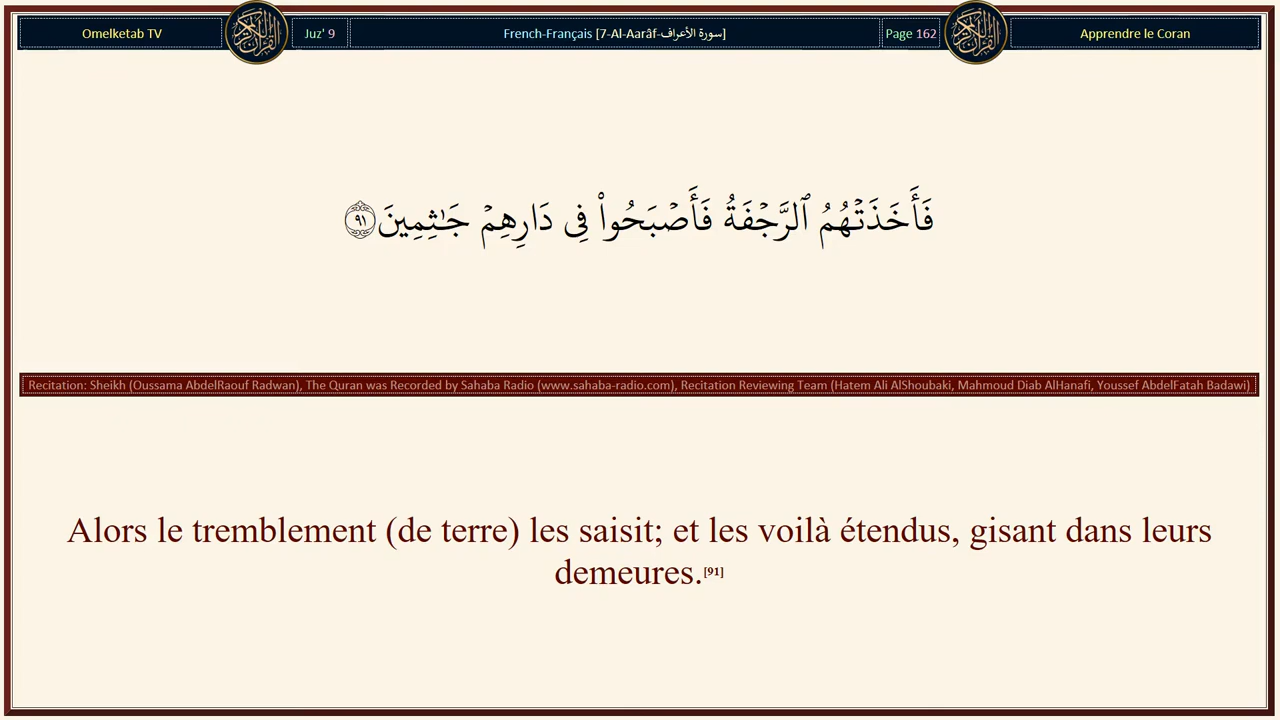 Omelketab TV
Juz' 9
French-Français [7-Al-Aarâf-سورة الأعراف]
Page 162
Apprendre le Coran
فَأَخَذَتۡهُمُ ٱلرَّجۡفَةُ فَأَصۡبَحُواْ فِي دَارِهِمۡ جَٰثِمِينَ ٩١
Recitation: Sheikh (Oussama AbdelRaouf Radwan), The Quran was Recorded by Sahaba Radio (www.sahaba-radio.com), Recitation Reviewing Team (Hatem Ali AlShoubaki, Mahmoud Diab AlHanafi, Youssef AbdelFatah Badawi)
Alors le tremblement (de terre) les saisit; et les voilà étendus, gisant dans leurs
demeures.[91]